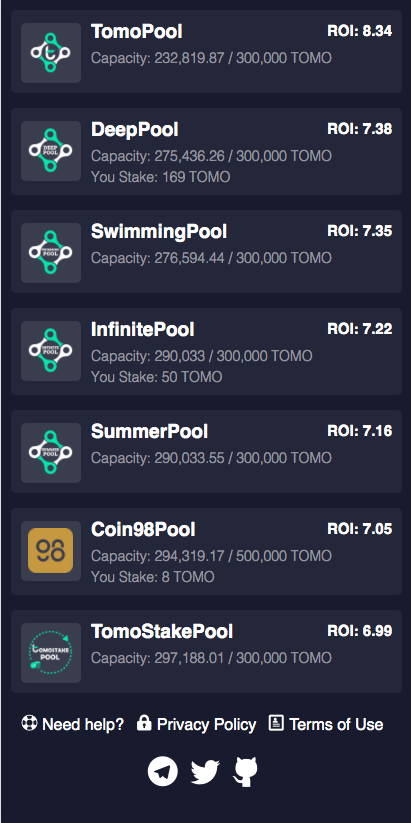 TomoPool
ROI: 8.34
Capacity: 232,819.87 / 300,000 TOMO
DEEP
POOL
DeepPool
ROI: 7.38
Capacity: 275,436.26 / 300,000 TOMO
You Stake: 169 TOMO
SWIMMING
POOL
SwimmingPool
ROI: 7.35
Capacity: 276,594.44 / 300,000 TOMO
INFINITE
POOL
InfinitePool
ROI: 7.22
Capacity: 290,033 / 300,000 TOMO
You Stake: 50 TOMO
SUMMER
POOL
SummerPool
ROI: 7.16
Capacity: 290,033.55 / 300,000 TOMO
98
Coin98Pool
ROI: 7.05
Capacity: 294,319.17 / 500,000 TOMO
You Stake: 8 TOMO
TOMOSTAKE
POOL
TomoStakePool
ROI: 6.99
Capacity: 297,188.01 / 300,000 TOMO
Need help? Privacy Policy Terms of Use